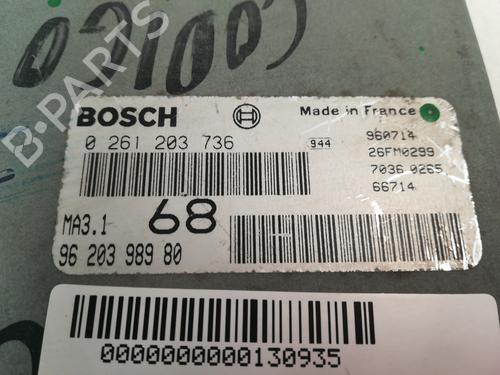 CODICO
BOSCH Made in France
0 261 203 736 944 960714
26FM0299
7036 0265
66714
MA3.1 68
96 203 989 80
0000000000130935
B-PARTS